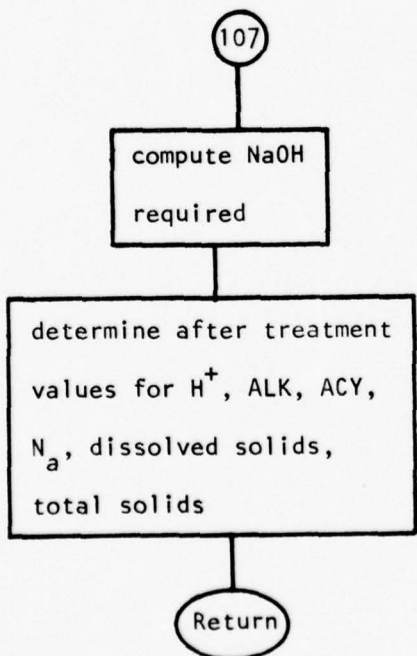 107
compute NaOH
required
determine after treatment
values for H⁺, ALK, ACY,
Nₐ, dissolved solids,
total solids
Return